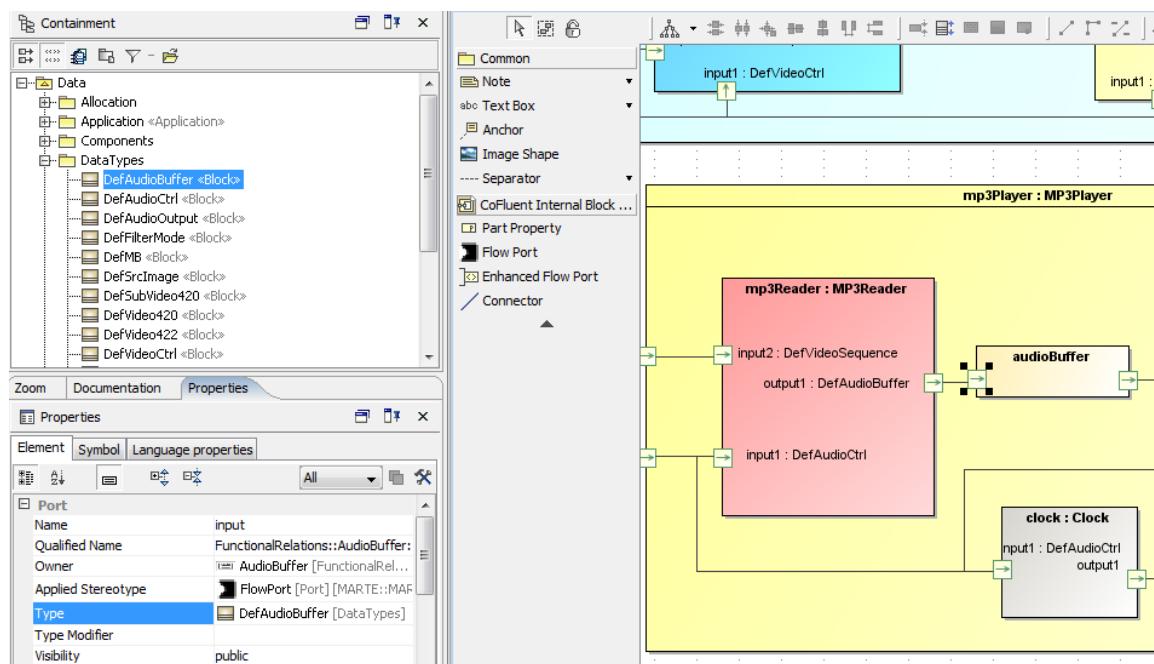 Containment
Data
Allocation
Application «Application»
Components
DataTypes
DefAudioBuffer «Block»
DefAudioCtrl «Block»
DefAudioOutput «Block»
DefFilterMode «Block»
DefMB «Block»
DefSrcImage «Block»
DefSubVideo420 «Block»
DefVideo420 «Block»
DefVideo422 «Block»
DefVideoCtrl «Block»
Zoom Documentation Properties
Properties
Element Symbol Language properties
All
Port
Name input
Qualified Name FunctionalRelations::AudioBuffer:
Owner AudioBuffer [FunctionalRel...
Applied Stereotype FlowPort [Port] [MARTE::MAR
Type DefAudioBuffer [DataTypes]
Type Modifier
Visibility public
Common
Note
abc Text Box
Anchor
Image Shape
Separator
CoFluent Internal Block ...
Part Property
Flow Port
Enhanced Flow Port
Connector
input1 : DefVideoCtrl
input1 :
mp3Player : MP3Player
mp3Reader : MP3Reader
input2 : DefVideoSequence
output1 : DefAudioBuffer
input1 : DefAudioCtrl
audioBuffer
clock : Clock
nput1 : DefAudioCtrl
output1